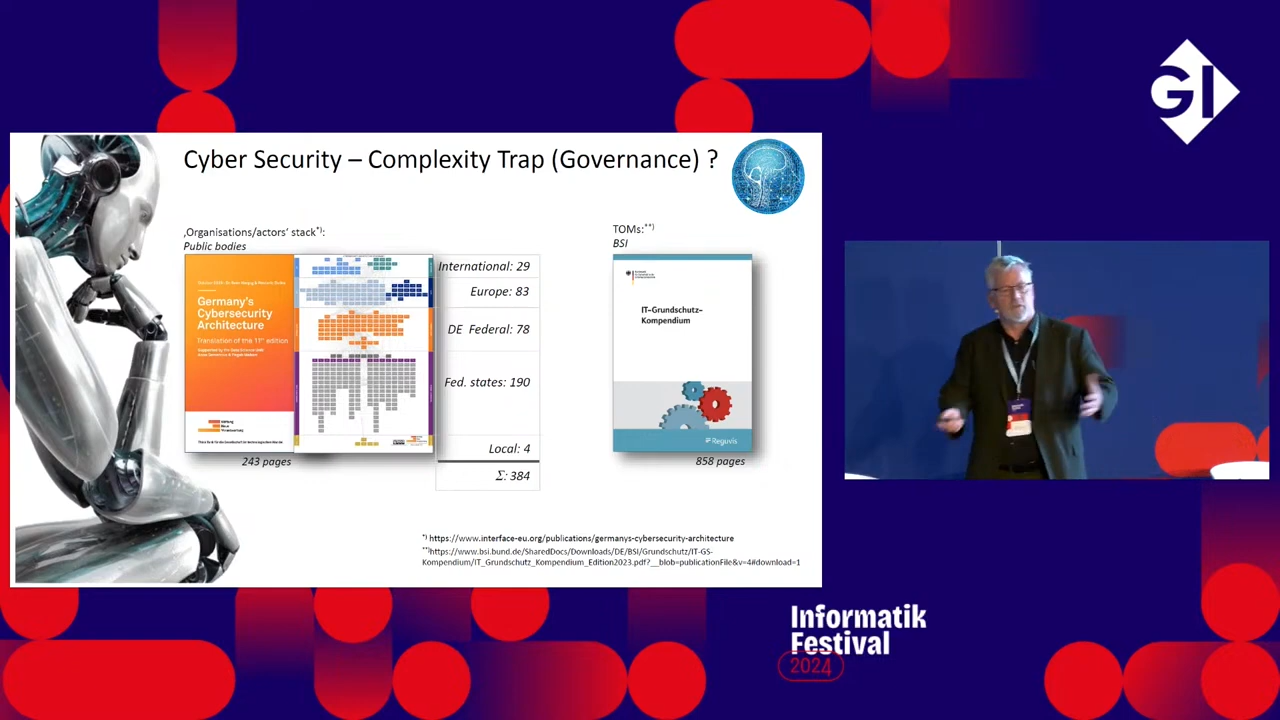 GI
Cyber Security – Complexity Trap (Governance) ?
‚Organisations/actors' stack*):
Public bodies
TOMs:**)
BSI
Germany's
Cybersecurity
Architecture
Translation of the 11th edition
International: 29
Europe: 83
DE Federal: 78
Fed. states: 190
Local: 4
Σ: 384
243 pages
IT-Grundschutz-
Kompendium
Reguvis
858 pages
*) https://www.interface-eu.org/publications/germanys-cybersecurity-architecture
**)https://www.bsi.bund.de/SharedDocs/Downloads/DE/BSI/Grundschutz/IT-GS-
Kompendium/IT_Grundschutz_Kompendium_Edition2023.pdf?__blob=publicationFile&v=4#download=1
Informatik
Festival
2024